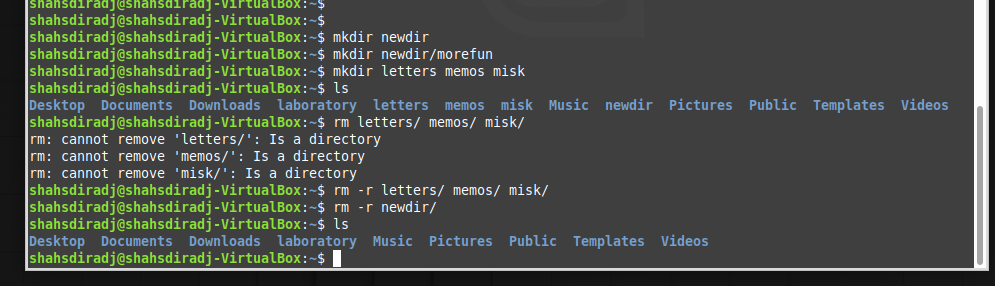 shahsdiradj@shahsdiradj-VirtualBox:~$
shahsdiradj@shahsdiradj-VirtualBox:~$
shahsdiradj@shahsdiradj-VirtualBox:~$ mkdir newdir
shahsdiradj@shahsdiradj-VirtualBox:~$ mkdir newdir/morefun
shahsdiradj@shahsdiradj-VirtualBox:~$ mkdir letters memos misk
shahsdiradj@shahsdiradj-VirtualBox:~$ ls
Desktop Documents Downloads laboratory letters memos misk Music newdir Pictures Public Templates Videos
shahsdiradj@shahsdiradj-VirtualBox:~$ rm letters/ memos/ misk/
rm: cannot remove 'letters/': Is a directory
rm: cannot remove 'memos/': Is a directory
rm: cannot remove 'misk/': Is a directory
shahsdiradj@shahsdiradj-VirtualBox:~$ rm -r letters/ memos/ misk/
shahsdiradj@shahsdiradj-VirtualBox:~$ rm -r newdir/
shahsdiradj@shahsdiradj-VirtualBox:~$ ls
Desktop Documents Downloads laboratory Music Pictures Public Templates Videos
shahsdiradj@shahsdiradj-VirtualBox:~$